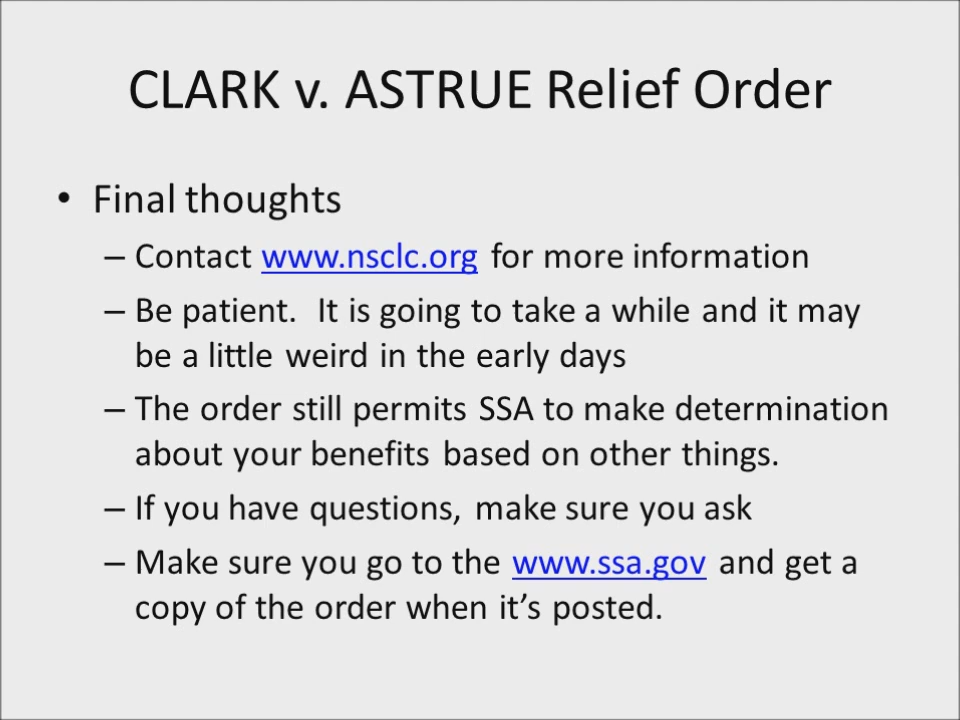 CLARK v. ASTRUE Relief Order
• Final thoughts
– Contact www.nsclc.org for more information
– Be patient.  It is going to take a while and it may
be a little weird in the early days
– The order still permits SSA to make determination
about your benefits based on other things.
– If you have questions, make sure you ask
– Make sure you go to the www.ssa.gov and get a
copy of the order when it’s posted.